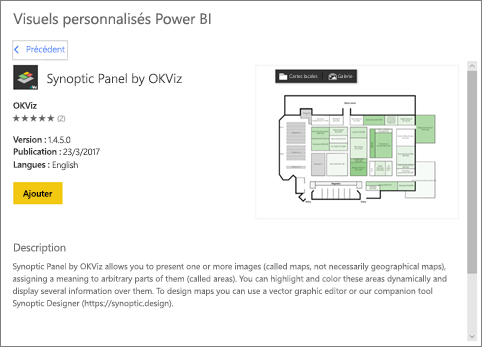 Visuels personnalisés Power BI
Précédent
Synoptic Panel by OKViz
OKViz
(2)
Version : 1.4.5.0
Publication : 23/3/2017
Langues : English
Ajouter
Cartes locales
Galerie
Description
Synoptic Panel by OKViz allows you to present one or more images (called maps, not necessarily geographical maps),
assigning a meaning to arbitrary parts of them (called areas). You can highlight and color these areas dynamically and
display several information over them. To design maps you can use a vector graphic editor or our companion tool
Synoptic Designer (https://synoptic.design).